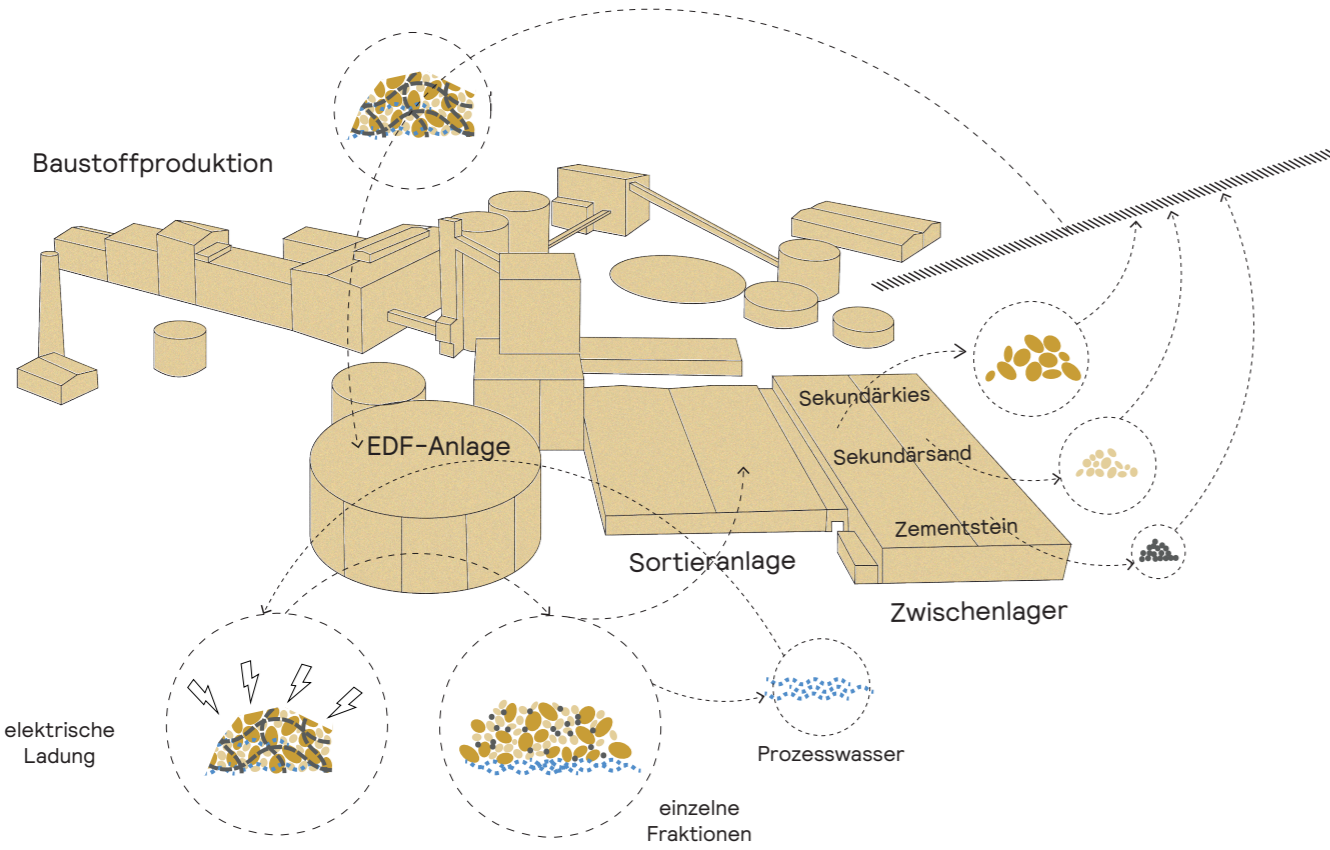 Baustoffproduktion
EDF-Anlage
Sekundärkies
Sekundärsand
Zementstein
Sortieranlage
Zwischenlager
elektrische
Ladung
Prozesswasser
einzelne
Fraktionen